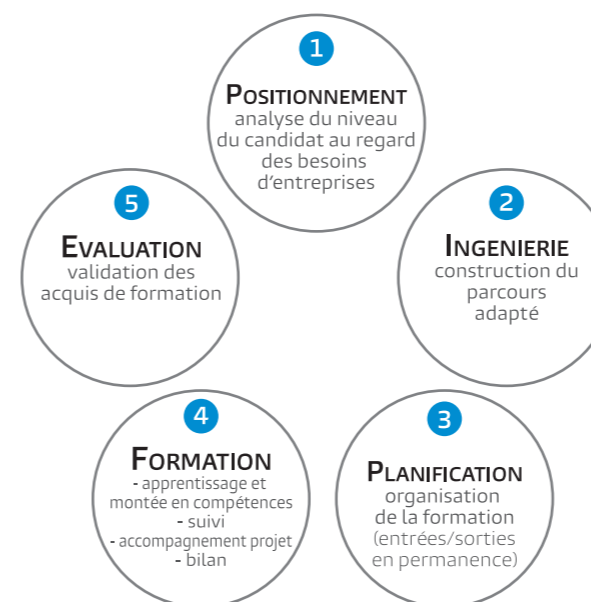 1
POSITIONNEMENT
analyse du niveau
du candidat au regard
des besoins
d'entreprises
2
INGENIERIE
construction du
parcours
adapté
3
PLANIFICATION
organisation
de la formation
(entrées/sorties
en permanence)
4
FORMATION
- apprentissage et
montée en compétences
- suivi
- accompagnement projet
- bilan
5
EVALUATION
validation des
acquis de formation